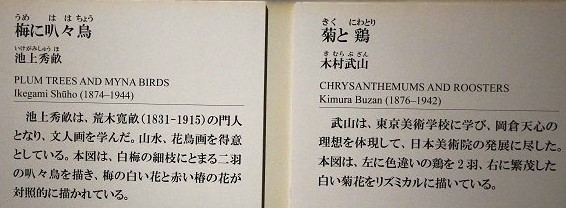 うめ は は ちょう
梅に叭々鳥
いけがみしゅう ほ
池上秀畝
PLUM TREES AND MYNA BIRDS
Ikegami Shūho (1874–1944)
池上秀畝は、荒木寛畝(1831-1915)の門人
となり、文人画を学んだ。山水、花鳥画を得意
としている。本図は、白梅の細枝にとまる二羽
の叭々鳥を描き、梅の白い花と赤い椿の花が
対照的に描かれている。
きく にわとり
菊と 鶏
き むら ぶ ざん
木村武山
CHRYSANTHEMUMS AND ROOSTERS
Kimura Buzan (1876–1942)
武山は、東京美術学校に学び、岡倉天心の
理想を休現して、日本美術院の発展に尽した。
本図は、左に色違いの鶏を2羽、右に繁茂した
白い菊花をリズミカルに描いている。